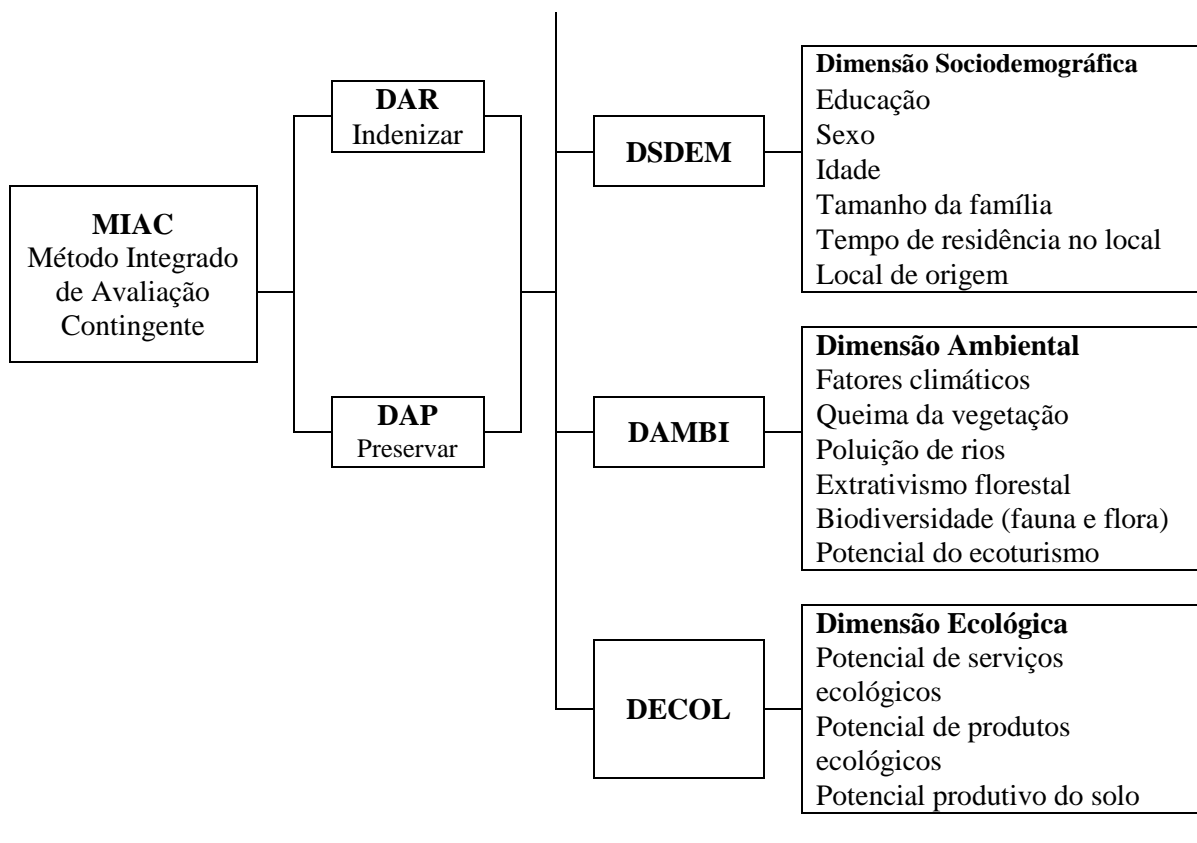 MIAC
Método Integrado
de Avaliação
Contingente
DAR
Indenizar
DAP
Preservar
DSDEM
Dimensão Sociodemográfica
Educação
Sexo
Idade
Tamanho da família
Tempo de residência no local
Local de origem
DAMBI
Dimensão Ambiental
Fatores climáticos
Queima da vegetação
Poluição de rios
Extrativismo florestal
Biodiversidade (fauna e flora)
Potencial do ecoturismo
DECOL
Dimensão Ecológica
Potencial de serviços
ecológicos
Potencial de produtos
ecológicos
Potencial produtivo do solo